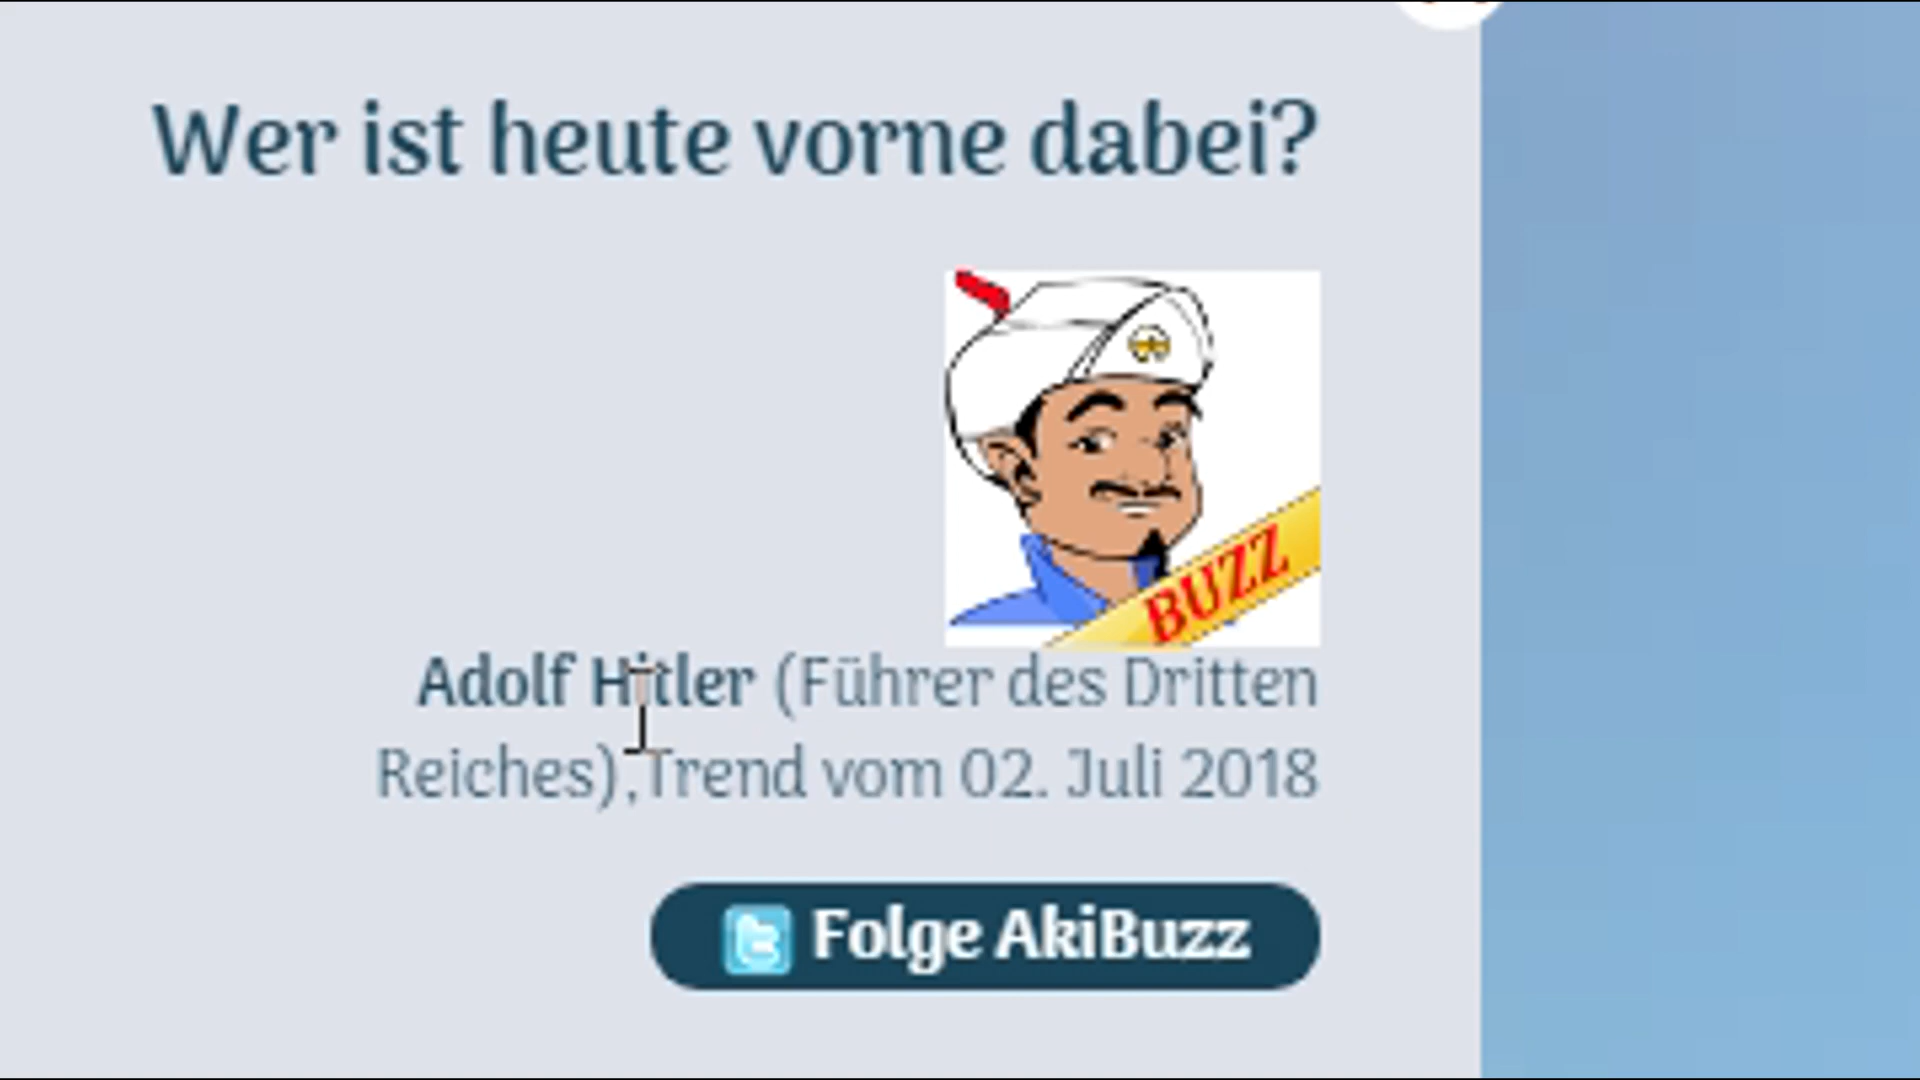 Wer ist heute vorne dabei?
BUZZ
Adolf Hitler (Führer des Dritten
Reiches),Trend vom 02. Juli 2018
Folge AkiBuzz